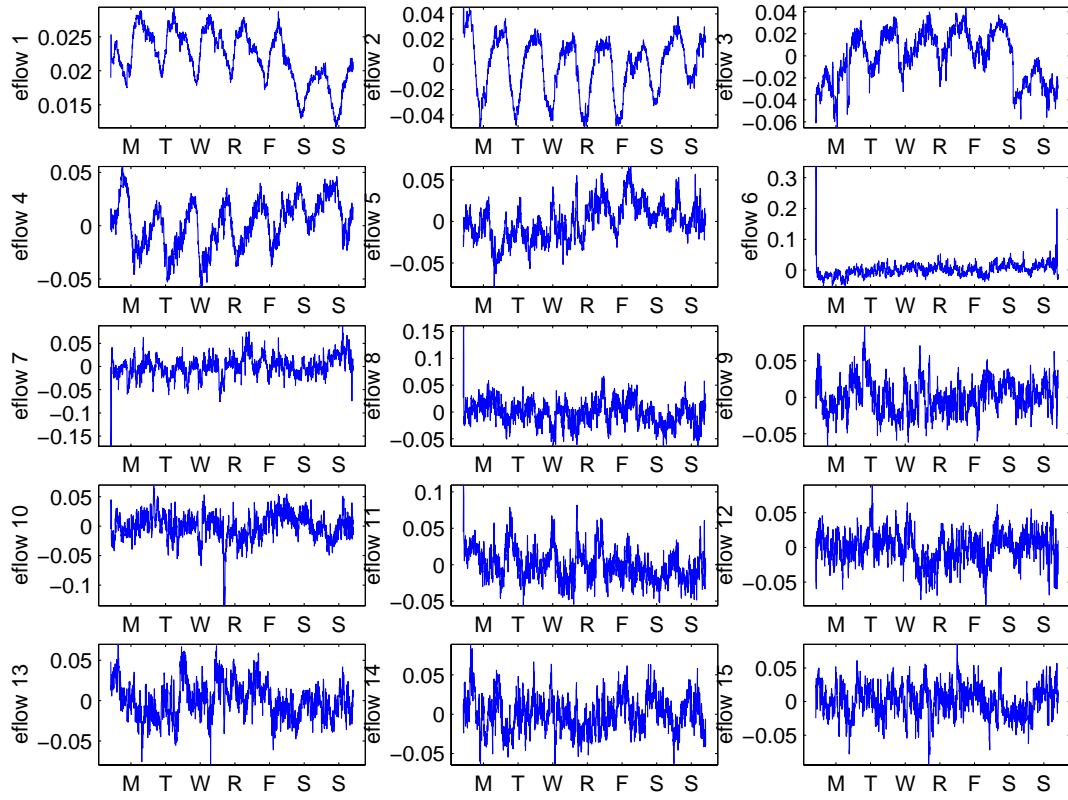 eflow 1
0.025
0.02
0.015
M T W R F S S
eflow 2
0.04
0.02
0
−0.02
−0.04
M T W R F S S
eflow 3
0.04
0.02
0
−0.02
−0.04
−0.06
M T W R F S S
eflow 4
0.05
0
−0.05
M T W R F S S
eflow 5
0.05
0
−0.05
M T W R F S S
eflow 6
0.3
0.2
0.1
0
M T W R F S S
eflow 7
0.05
0
−0.05
−0.1
−0.15
M T W R F S S
eflow 8
0.15
0.1
0.05
0
−0.05
M T W R F S S
eflow 9
0.05
0
−0.05
M T W R F S S
eflow 10
0.05
0
−0.05
−0.1
M T W R F S S
eflow 11
0.1
0.05
0
−0.05
M T W R F S S
eflow 12
0.05
0
−0.05
M T W R F S S
eflow 13
0.05
0
−0.05
M T W R F S S
eflow 14
0.05
0
−0.05
M T W R F S S
eflow 15
0.05
0
−0.05
M T W R F S S